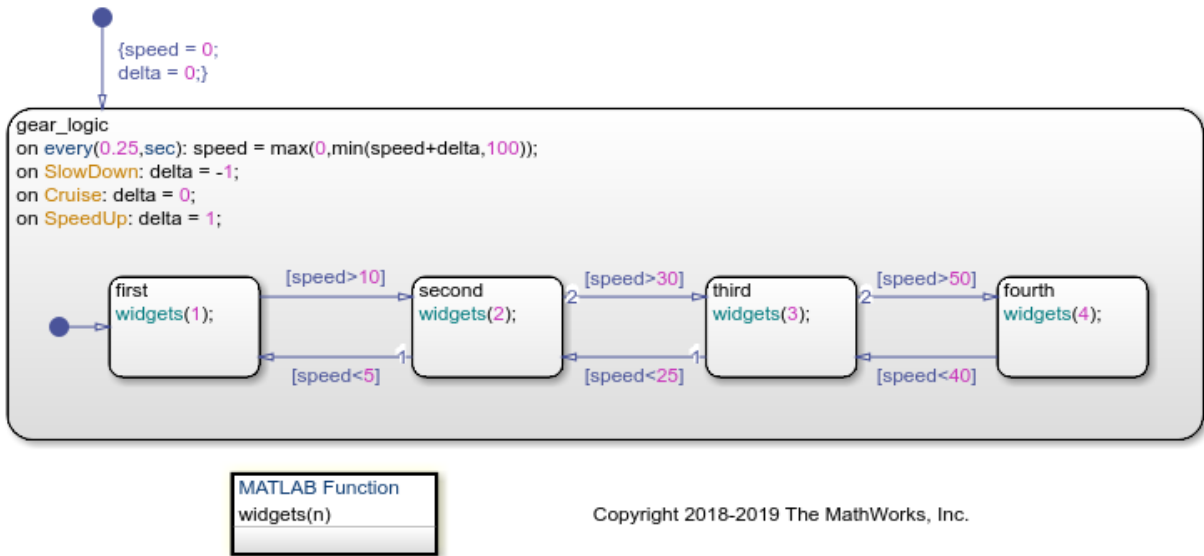 {speed = 0;
delta = 0;}
gear_logic
on every(0.25,sec): speed = max(0,min(speed+delta,100));
on SlowDown: delta = -1;
on Cruise: delta = 0;
on SpeedUp: delta = 1;
first
widgets(1);
[speed>10]
second
widgets(2);
2
[speed>30]
third
widgets(3);
2
[speed>50]
fourth
widgets(4);
[speed<5]
1
[speed<25]
1
[speed<40]
MATLAB Function
widgets(n)
Copyright 2018-2019 The MathWorks, Inc.